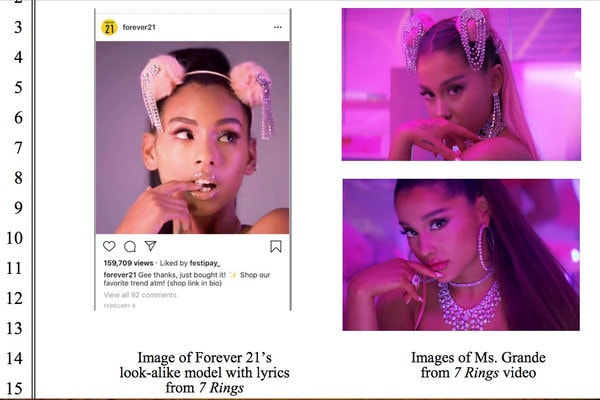 2
3
4
5
6
7
8
9
10
11
12
13
14
15
FOREVER
21
forever21
159,709 views · Liked by festipay_
forever21 Gee thanks, just bought it! ✨ Shop our
favorite trend atm! (shop link in bio)
View all 92 comments
FEBRUARY 8
Image of Forever 21’s
look-alike model with lyrics
from 7 Rings
Images of Ms. Grande
from 7 Rings video